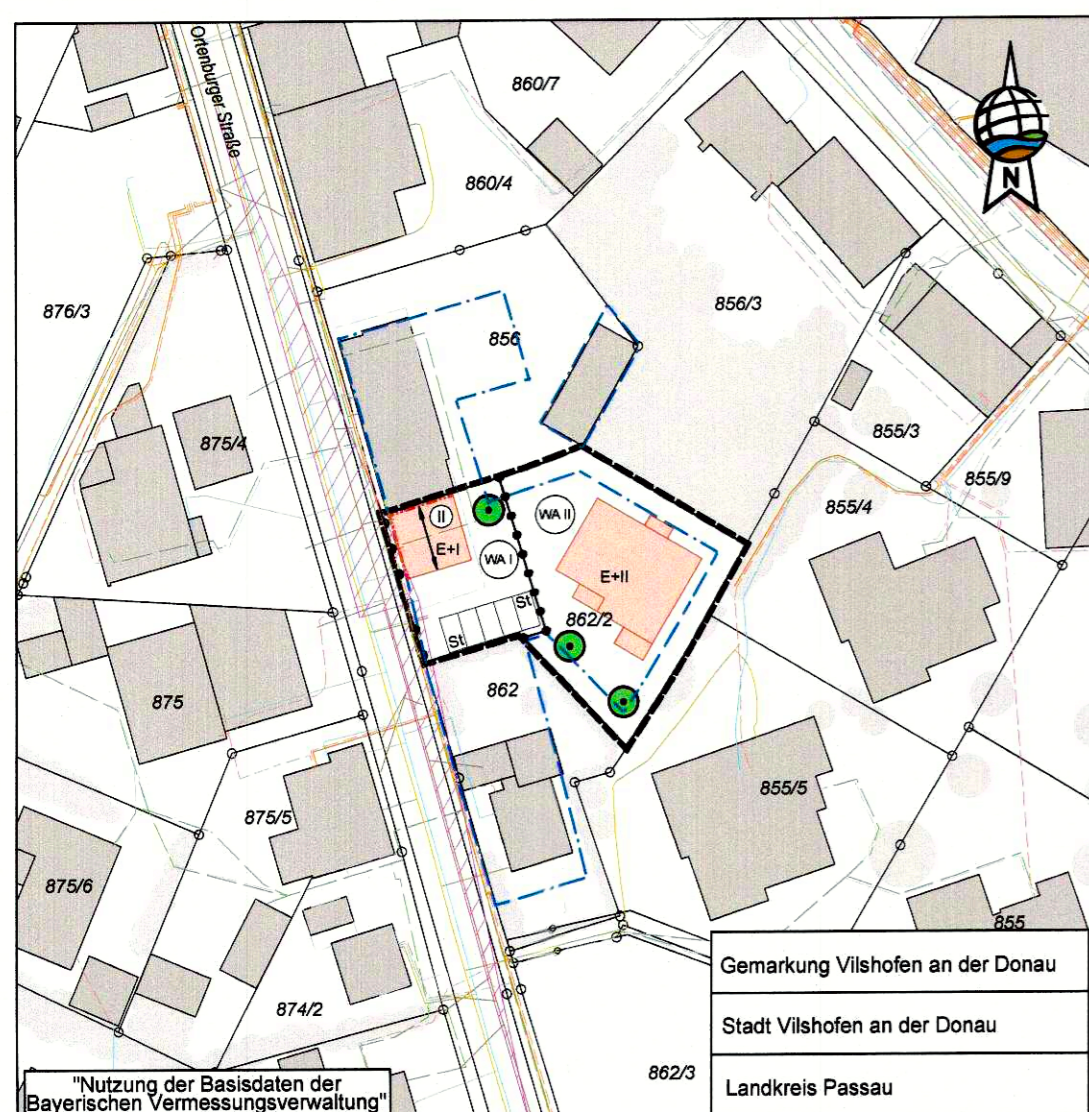 Ortenburger Straße
860/7
N
860/4
876/3
856/3
856
875/4
855/3
855/9
855/4
II
WA II
E+I
WA I
E+II
St
862/2
St
862
875
855/5
875/5
875/6
855
Gemarkung Vilshofen an der Donau
874/2
Stadt Vilshofen an der Donau
862/3
Landkreis Passau
"Nutzung der Basisdaten der
Bayerischen Vermessungsverwaltung"